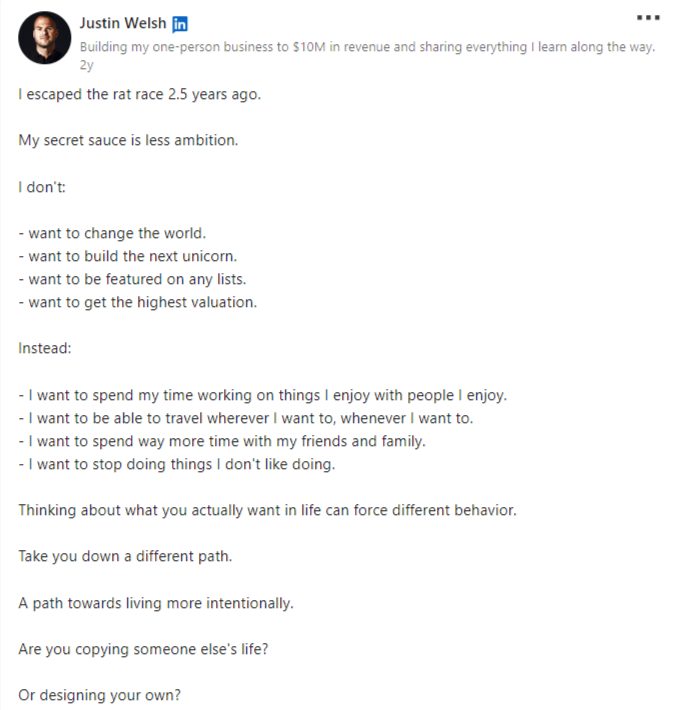 Justin Welsh in
Building my one-person business to $10M in revenue and sharing everything I learn along the way.
2y
I escaped the rat race 2.5 years ago.
My secret sauce is less ambition.
I don't:
- want to change the world.
- want to build the next unicorn.
- want to be featured on any lists.
- want to get the highest valuation.
Instead:
- I want to spend my time working on things I enjoy with people I enjoy.
- I want to be able to travel wherever I want to, whenever I want to.
- I want to spend way more time with my friends and family.
- I want to stop doing things I don't like doing.
Thinking about what you actually want in life can force different behavior.
Take you down a different path.
A path towards living more intentionally.
Are you copying someone else's life?
Or designing your own?